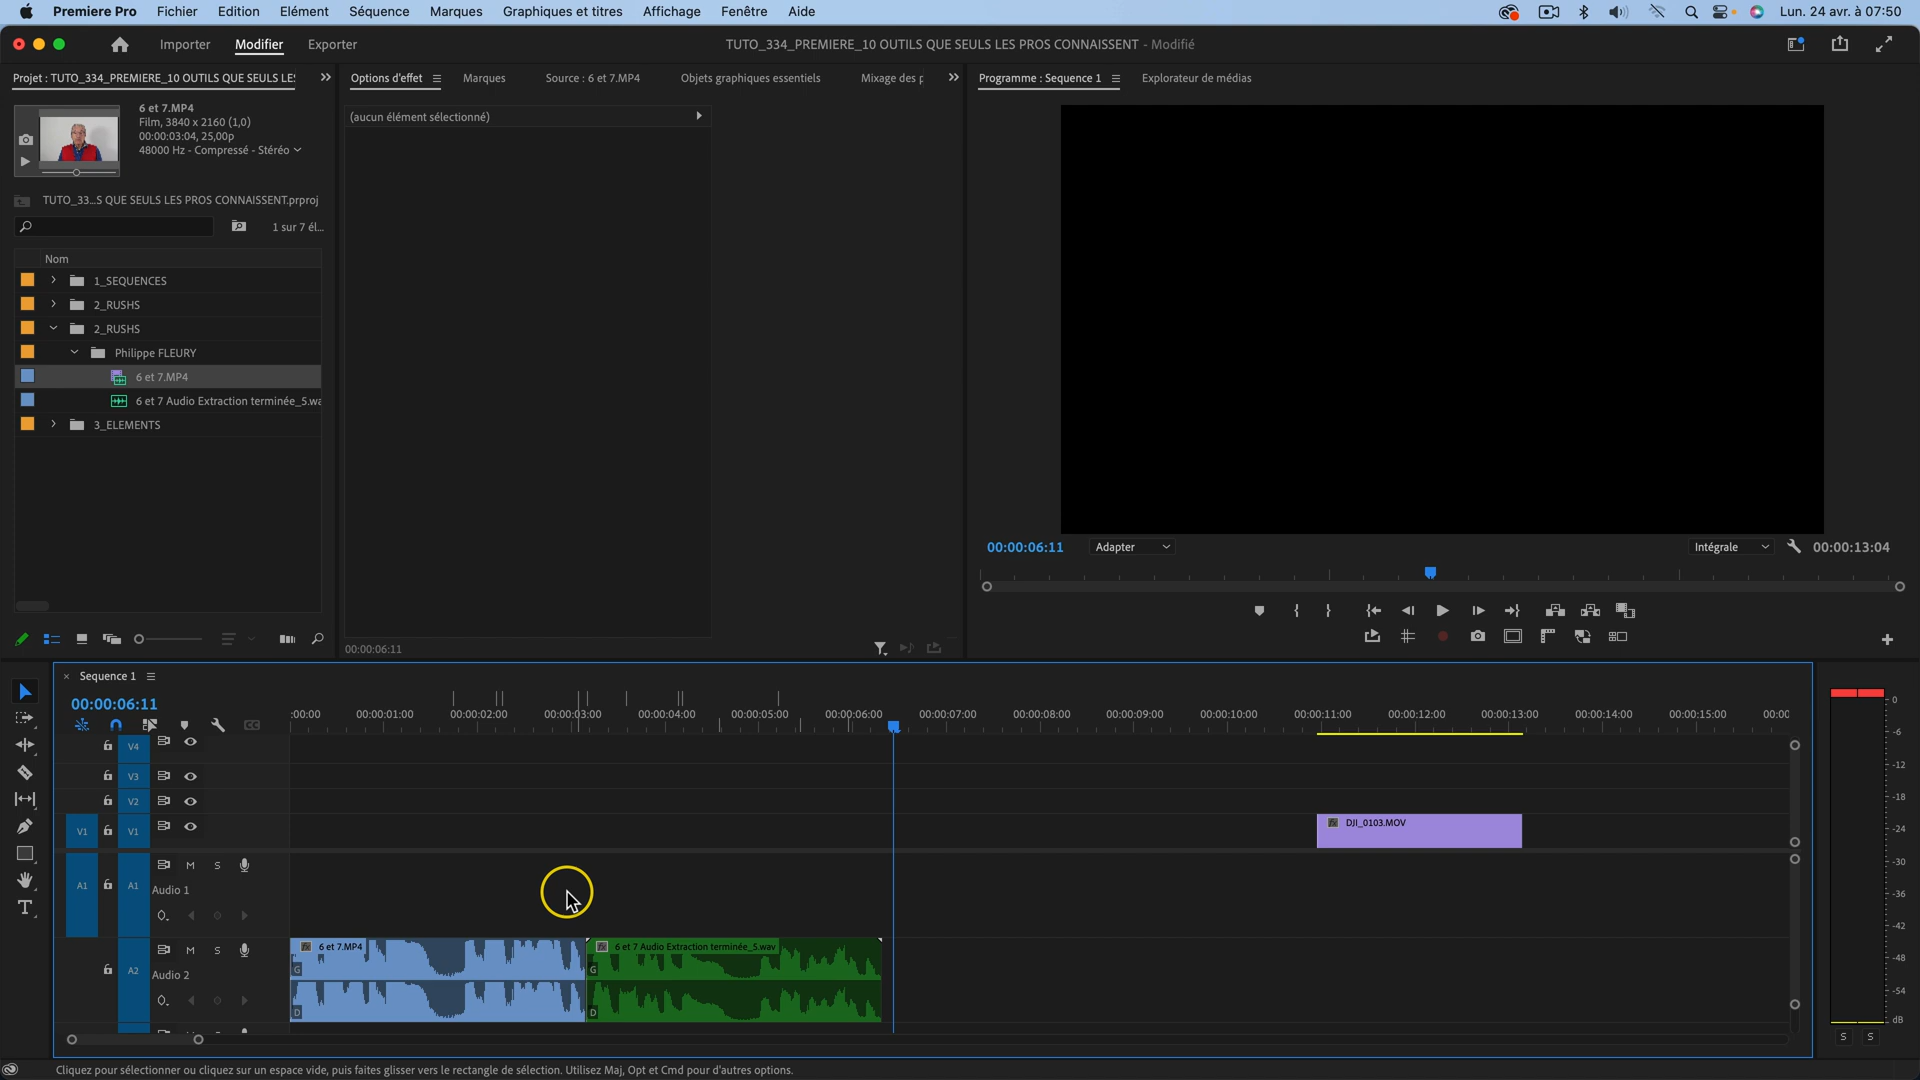 Premiere Pro Fichier Edition Elément Séquence Marques Graphiques et titres Affichage Fenêtre Aide Lun. 24 avr. à 07:50
Importer Modifier Exporter TUTO_334_PREMIERE_10 OUTILS QUE SEULS LES PROS CONNAISSENT - Modifié
Projet : TUTO_334_PREMIERE_10 OUTILS QUE SEULS LES
Options d'effet Marques Source : 6 et 7.MP4 Objets graphiques essentiels Mixage des p
Programme : Sequence 1 Explorateur de médias
6 et 7.MP4
Film, 3840 x 2160 (1,0)
00:00:03:04, 25,00p
48000 Hz - Compressé - Stéréo
(aucun élément sélectionné)
TUTO_33...S QUE SEULS LES PROS CONNAISSENT.prproj
1 sur 7 él...
Nom
1_SEQUENCES
2_RUSHS
2_RUSHS
Philippe FLEURY
6 et 7.MP4
6 et 7 Audio Extraction terminée_5.wa
3_ELEMENTS
00:00:06:11
00:00:06:11 Adapter Intégrale 00:00:13:04
Sequence 1
00:00:06:11
:00:00 00:00:01:00 00:00:02:00 00:00:03:00 00:00:04:00 00:00:05:00 00:00:06:00 00:00:07:00 00:00:08:00 00:00:09:00 00:00:10:00 00:00:11:00 00:00:12:00 00:00:13:00 00:00:14:00 00:00:15:00 00:00
V4
V3
V2
V1 V1 DJI_0103.MOV
A1 A1 M S
Audio 1
A2 M S
Audio 2
6 et 7.MP4 6 et 7 Audio Extraction terminée_5.wav
G G
D D
0
-6
-12
-18
-24
-30
-36
-42
-48
-54
dB
S S
Cliquez pour sélectionner ou cliquez sur un espace vide, puis faites glisser vers le rectangle de sélection. Utilisez Maj, Opt et Cmd pour d'autres options.